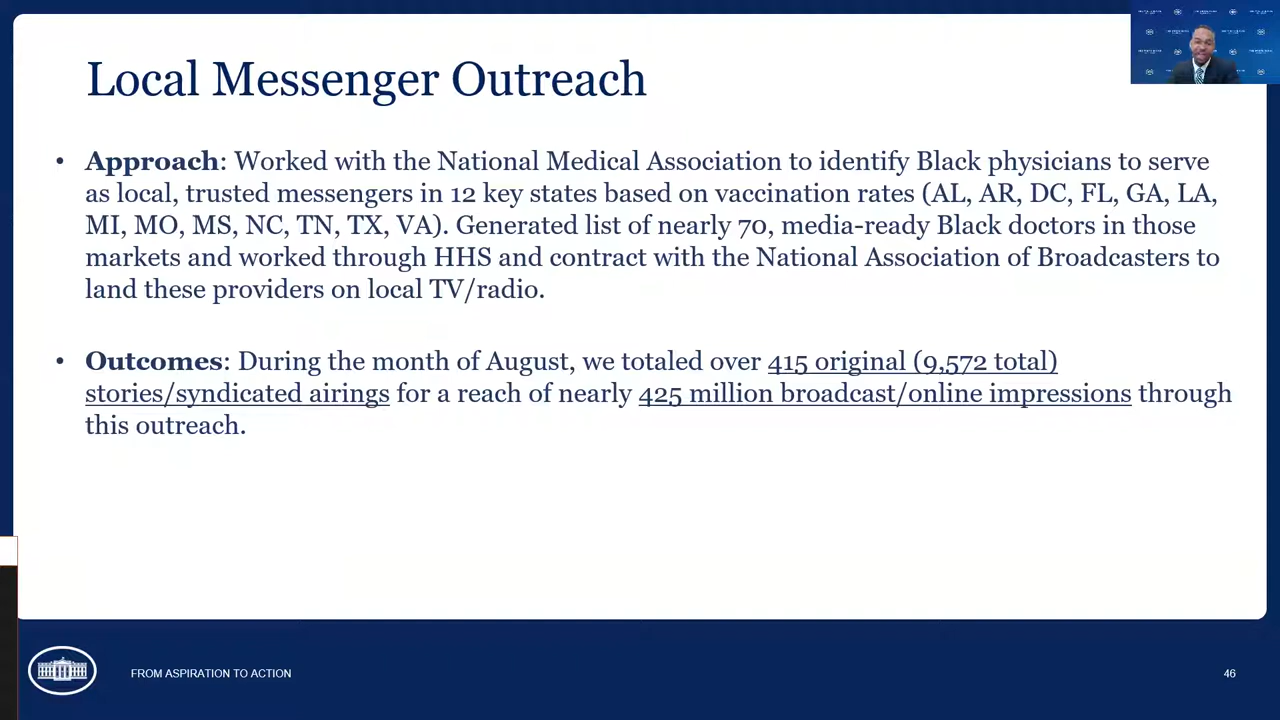 Local Messenger Outreach
• Approach: Worked with the National Medical Association to identify Black physicians to serve
as local, trusted messengers in 12 key states based on vaccination rates (AL, AR, DC, FL, GA, LA,
MI, MO, MS, NC, TN, TX, VA). Generated list of nearly 70, media-ready Black doctors in those
markets and worked through HHS and contract with the National Association of Broadcasters to
land these providers on local TV/radio.
• Outcomes: During the month of August, we totaled over 415 original (9,572 total)
stories/syndicated airings for a reach of nearly 425 million broadcast/online impressions through
this outreach.
FROM ASPIRATION TO ACTION
46